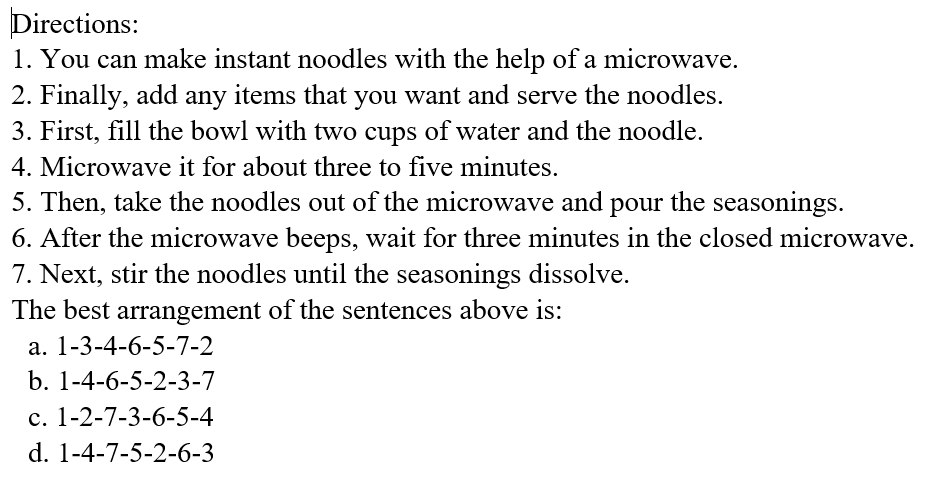 Directions:
1. You can make instant noodles with the help of a microwave.
2. Finally, add any items that you want and serve the noodles.
3. First, fill the bowl with two cups of water and the noodle.
4. Microwave it for about three to five minutes.
5. Then, take the noodles out of the microwave and pour the seasonings.
6. After the microwave beeps, wait for three minutes in the closed microwave.
7. Next, stir the noodles until the seasonings dissolve.
The best arrangement of the sentences above is:
a. 1-3-4-6-5-7-2
b. 1-4-6-5-2-3-7
c. 1-2-7-3-6-5-4
d. 1-4-7-5-2-6-3